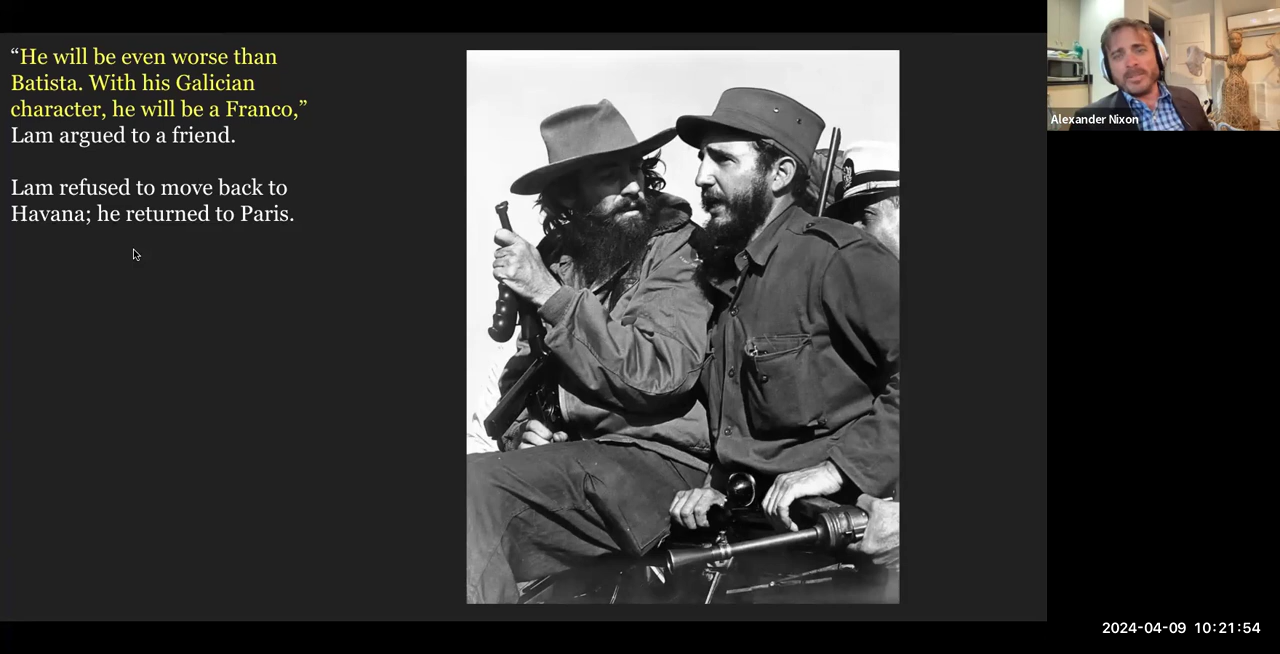 “He will be even worse than
Batista. With his Galician
character, he will be a Franco,”
Lam argued to a friend.
Lam refused to move back to
Havana; he returned to Paris.
Alexander Nixon
2024-04-09 10:21:54